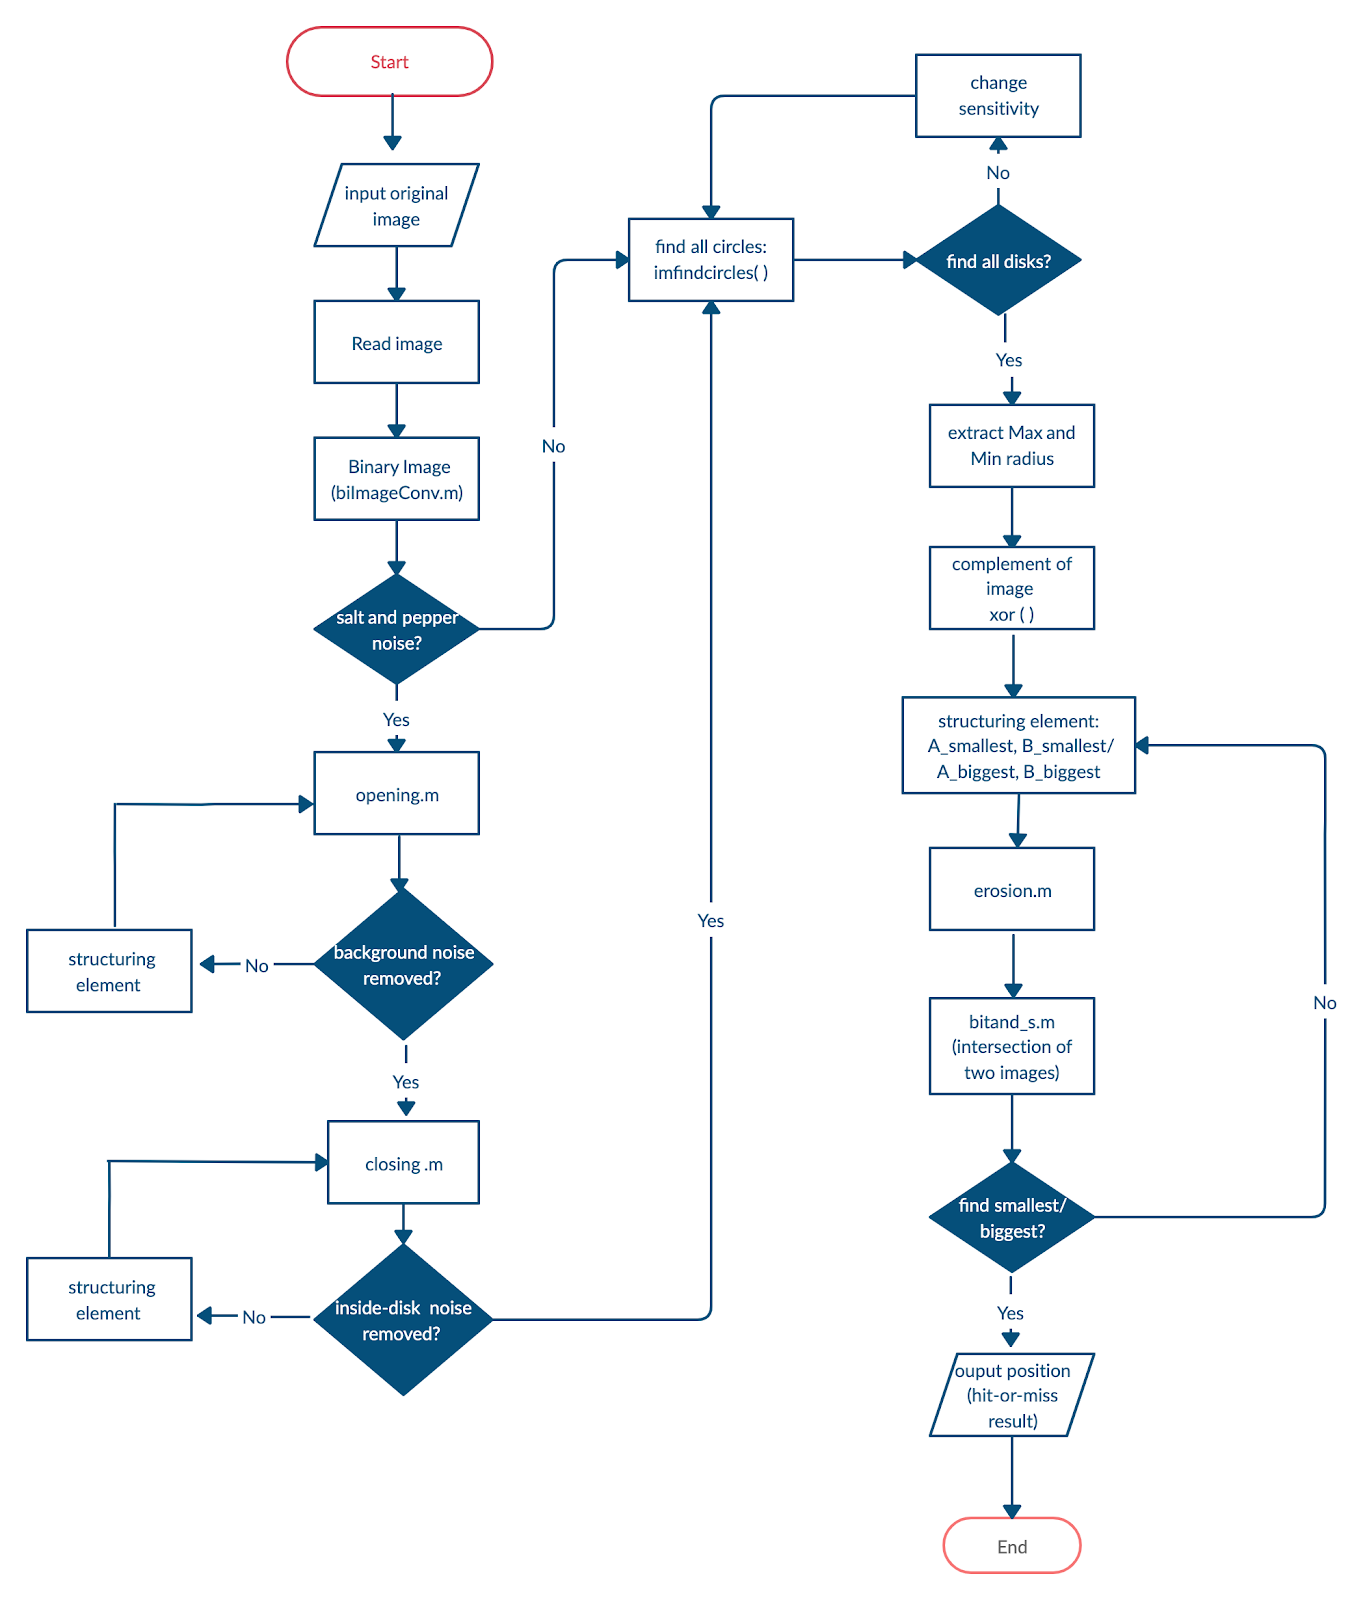 Start
input original
image
Read image
Binary Image
(biImageConv.m)
salt and pepper
noise?
No
Yes
opening.m
background noise
removed?
No
structuring
element
Yes
closing .m
inside-disk noise
removed?
No
structuring
element
Yes
find all circles:
imfindcircles( )
change
sensitivity
No
find all disks?
Yes
extract Max and
Min radius
complement of
image
xor ( )
structuring element:
A_smallest, B_smallest/
A_biggest, B_biggest
erosion.m
bitand_s.m
(intersection of
two images)
No
find smallest/
biggest?
Yes
ouput position
(hit-or-miss
result)
End